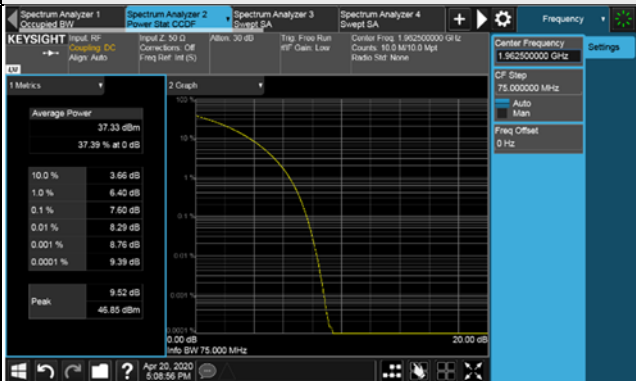 Spectrum Analyzer 1
Occupied BW
Spectrum Analyzer 2
Power Stat CCDF
Spectrum Analyzer 3
Swept SA
Spectrum Analyzer 4
Swept SA
Frequency
KEYSIGHT
Input: RF
Coupling: DC
Align: Auto
Input Z: 50 Ω
Corrections: Off
Freq Ref: Int (S)
Atten: 30 dB
Trig: Free Run
#IF Gain: Low
Center Freq: 1.962500000 GHz
Counts: 10.0 M/10.0 Mpt
Radio Std: None
Center Frequency
1.962500000 GHz
Settings
CF Step
75.000000 MHz
Auto
Man
Freq Offset
0 Hz
LXI
1 Metrics
2 Graph
Average Power
37.33 dBm
37.39 % at 0 dB
10.0 % 3.66 dB
1.0 % 6.40 dB
0.1 % 7.60 dB
0.01 % 8.29 dB
0.001 % 8.76 dB
0.0001 % 9.39 dB
Peak
9.52 dB
46.85 dBm
100 %
10 %
1 %
0.1 %
0.01 %
0.001 %
0.0001 %
0.00 dB
20.00 dB
Info BW 75.000 MHz
Apr 20, 2020
5:08:56 PM